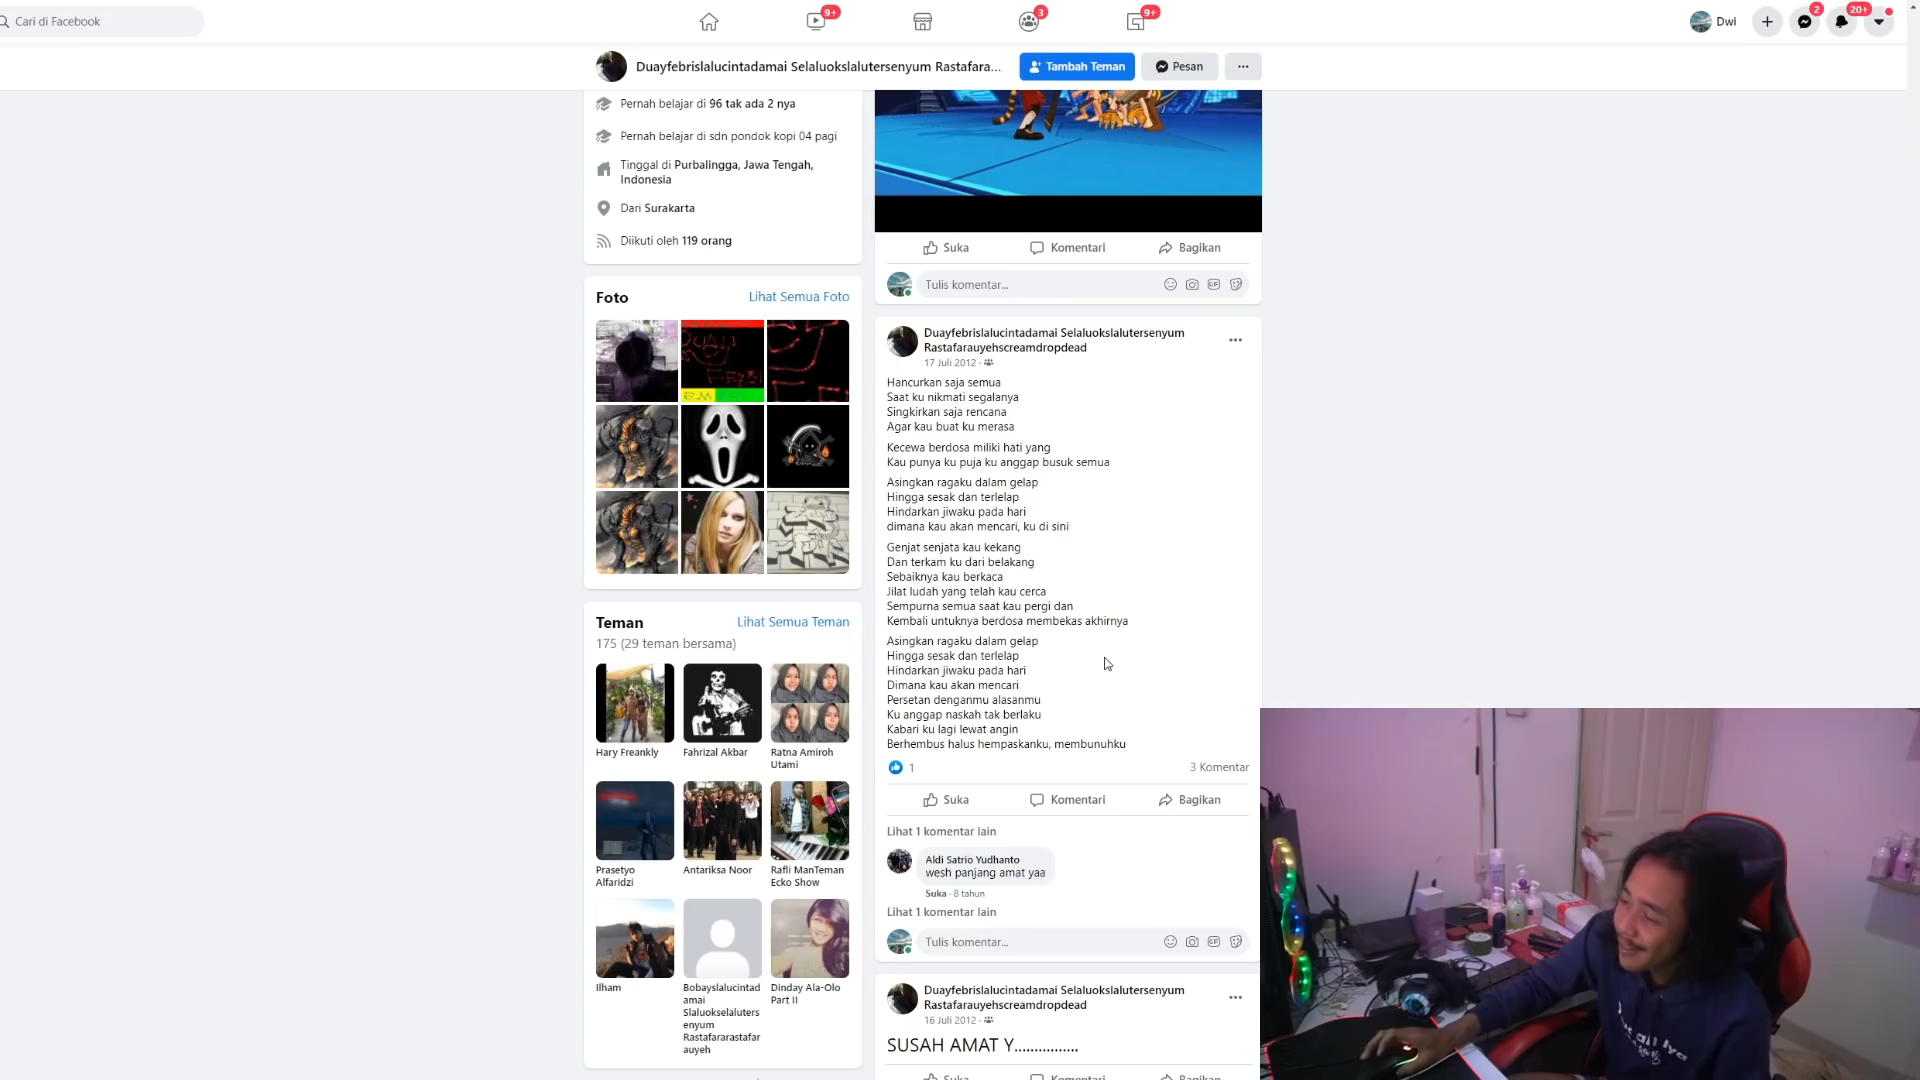 Cari di Facebook
9+
3
9+
Dwi
2
20+
Duayfebrislalucintadamai Selaluokslalutersenyum Rastafara...
Tambah Teman
Pesan
Pernah belajar di 96 tak ada 2 nya
Pernah belajar di sdn pondok kopi 04 pagi
Tinggal di Purbalingga, Jawa Tengah,
Indonesia
Dari Surakarta
Diikuti oleh 119 orang
Foto
Lihat Semua Foto
Teman
Lihat Semua Teman
175 (29 teman bersama)
Hary Freankly
Fahrizal Akbar
Ratna Amiroh
Utami
Prasetyo
Alfaridzi
Antariksa Noor
Rafli ManTeman
Ecko Show
Ilham
Bobayslalucintad
amai
Slaluokselaluters
enyum
Rastafararastafar
auyeh
Dinday Ala-Olo
Part II
Suka
Komentari
Bagikan
Tulis komentar...
Duayfebrislalucintadamai Selaluokslalutersenyum
Rastafarauyehscreamdropdead
17 Juli 2012
Hancurkan saja semua
Saat ku nikmati segalanya
Singkirkan saja rencana
Agar kau buat ku merasa
Kecewa berdosa miliki hati yang
Kau punya ku puja ku anggap busuk semua
Asingkan ragaku dalam gelap
Hingga sesak dan terlelap
Hindarkan jiwaku pada hari
dimana kau akan mencari, ku di sini
Genjat senjata kau kekang
Dan terkam ku dari belakang
Sebaiknya kau berkaca
Jilat ludah yang telah kau cerca
Sempurna semua saat kau pergi dan
Kembali untuknya berdosa membekas akhirnya
Asingkan ragaku dalam gelap
Hingga sesak dan terlelap
Hindarkan jiwaku pada hari
Dimana kau akan mencari
Persetan denganmu alasanmu
Ku anggap naskah tak berlaku
Kabari ku lagi lewat angin
Berhembus halus hempaskanku, membunuhku
1
3 Komentar
Suka
Komentari
Bagikan
Lihat 1 komentar lain
Aldi Satrio Yudhanto
wesh panjang amat yaa
Suka · 8 tahun
Lihat 1 komentar lain
Tulis komentar...
Duayfebrislalucintadamai Selaluokslalutersenyum
Rastafarauyehscreamdropdead
16 Juli 2012
SUSAH AMAT Y...............
Suka
Komentari
Bagikan